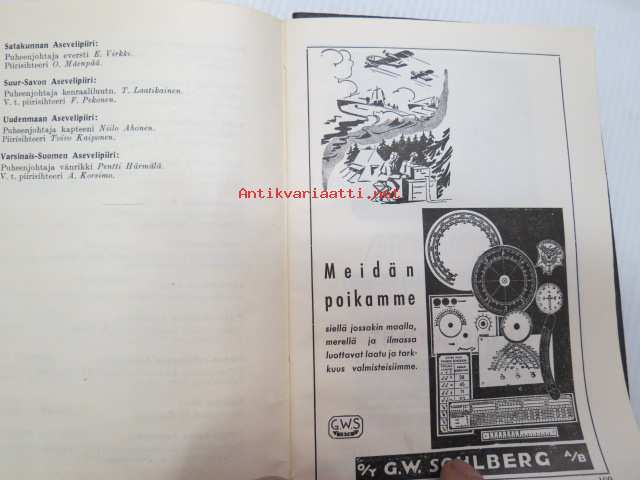 Satakunnan Asevelipiiri:
Puheenjohtaja eversti E. Virkki.
Piirisihteeri O. Mäenpää.
Suur-Savon Asevelipiiri:
Puheenjohtaja kenraaliluutn. T. Laatikainen.
V. t. piirisihteeri V. Pekonen.
Uudenmaan Asevelipiiri:
Puheenjohtaja kapteeni Niilo Ahonen.
Piirisihteeri Toivo Kaiponen.
Varsinais-Suomen Asevelipiiri:
Puheenjohtaja vänrikki Pentti Härmälä.
V. t. piirisihteeri A. Koreimo.
Antikvariaatti.net
Meidän
poikamme
siellä jossakin maalla,
merellä ja ilmassa
luottavat laatu ja tark-
kuus valmisteisiimme.
G.W.S
O/Y G.W. SOHLBERG A/B